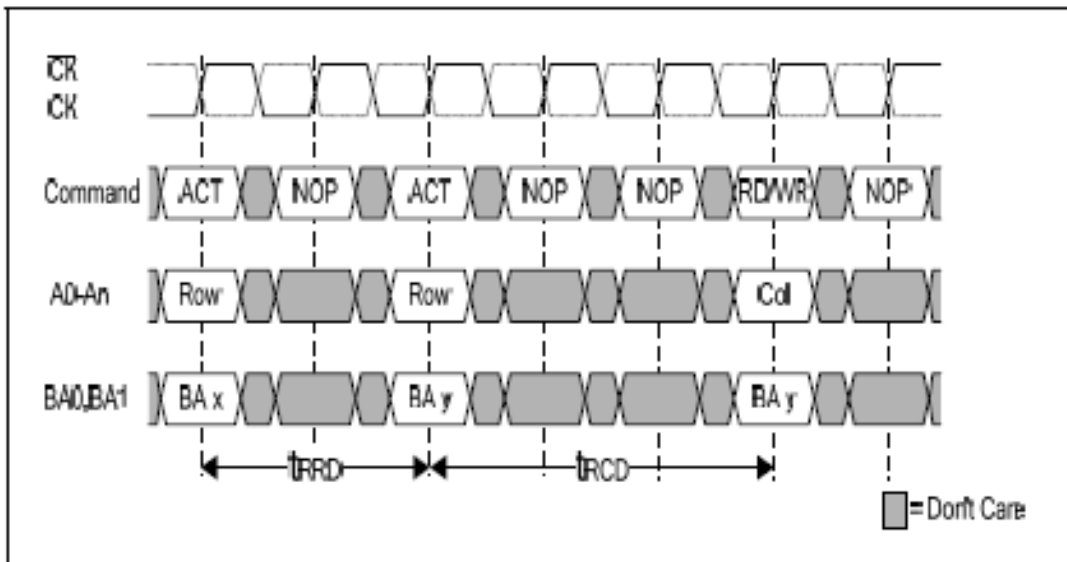 CK
CK
Command ACT NOP ACT NOP NOP RD/WR NOP
A0-An Row Row Col
BA0,BA1 BA x BA y BA y
tRRD tRCD
= Don't Care